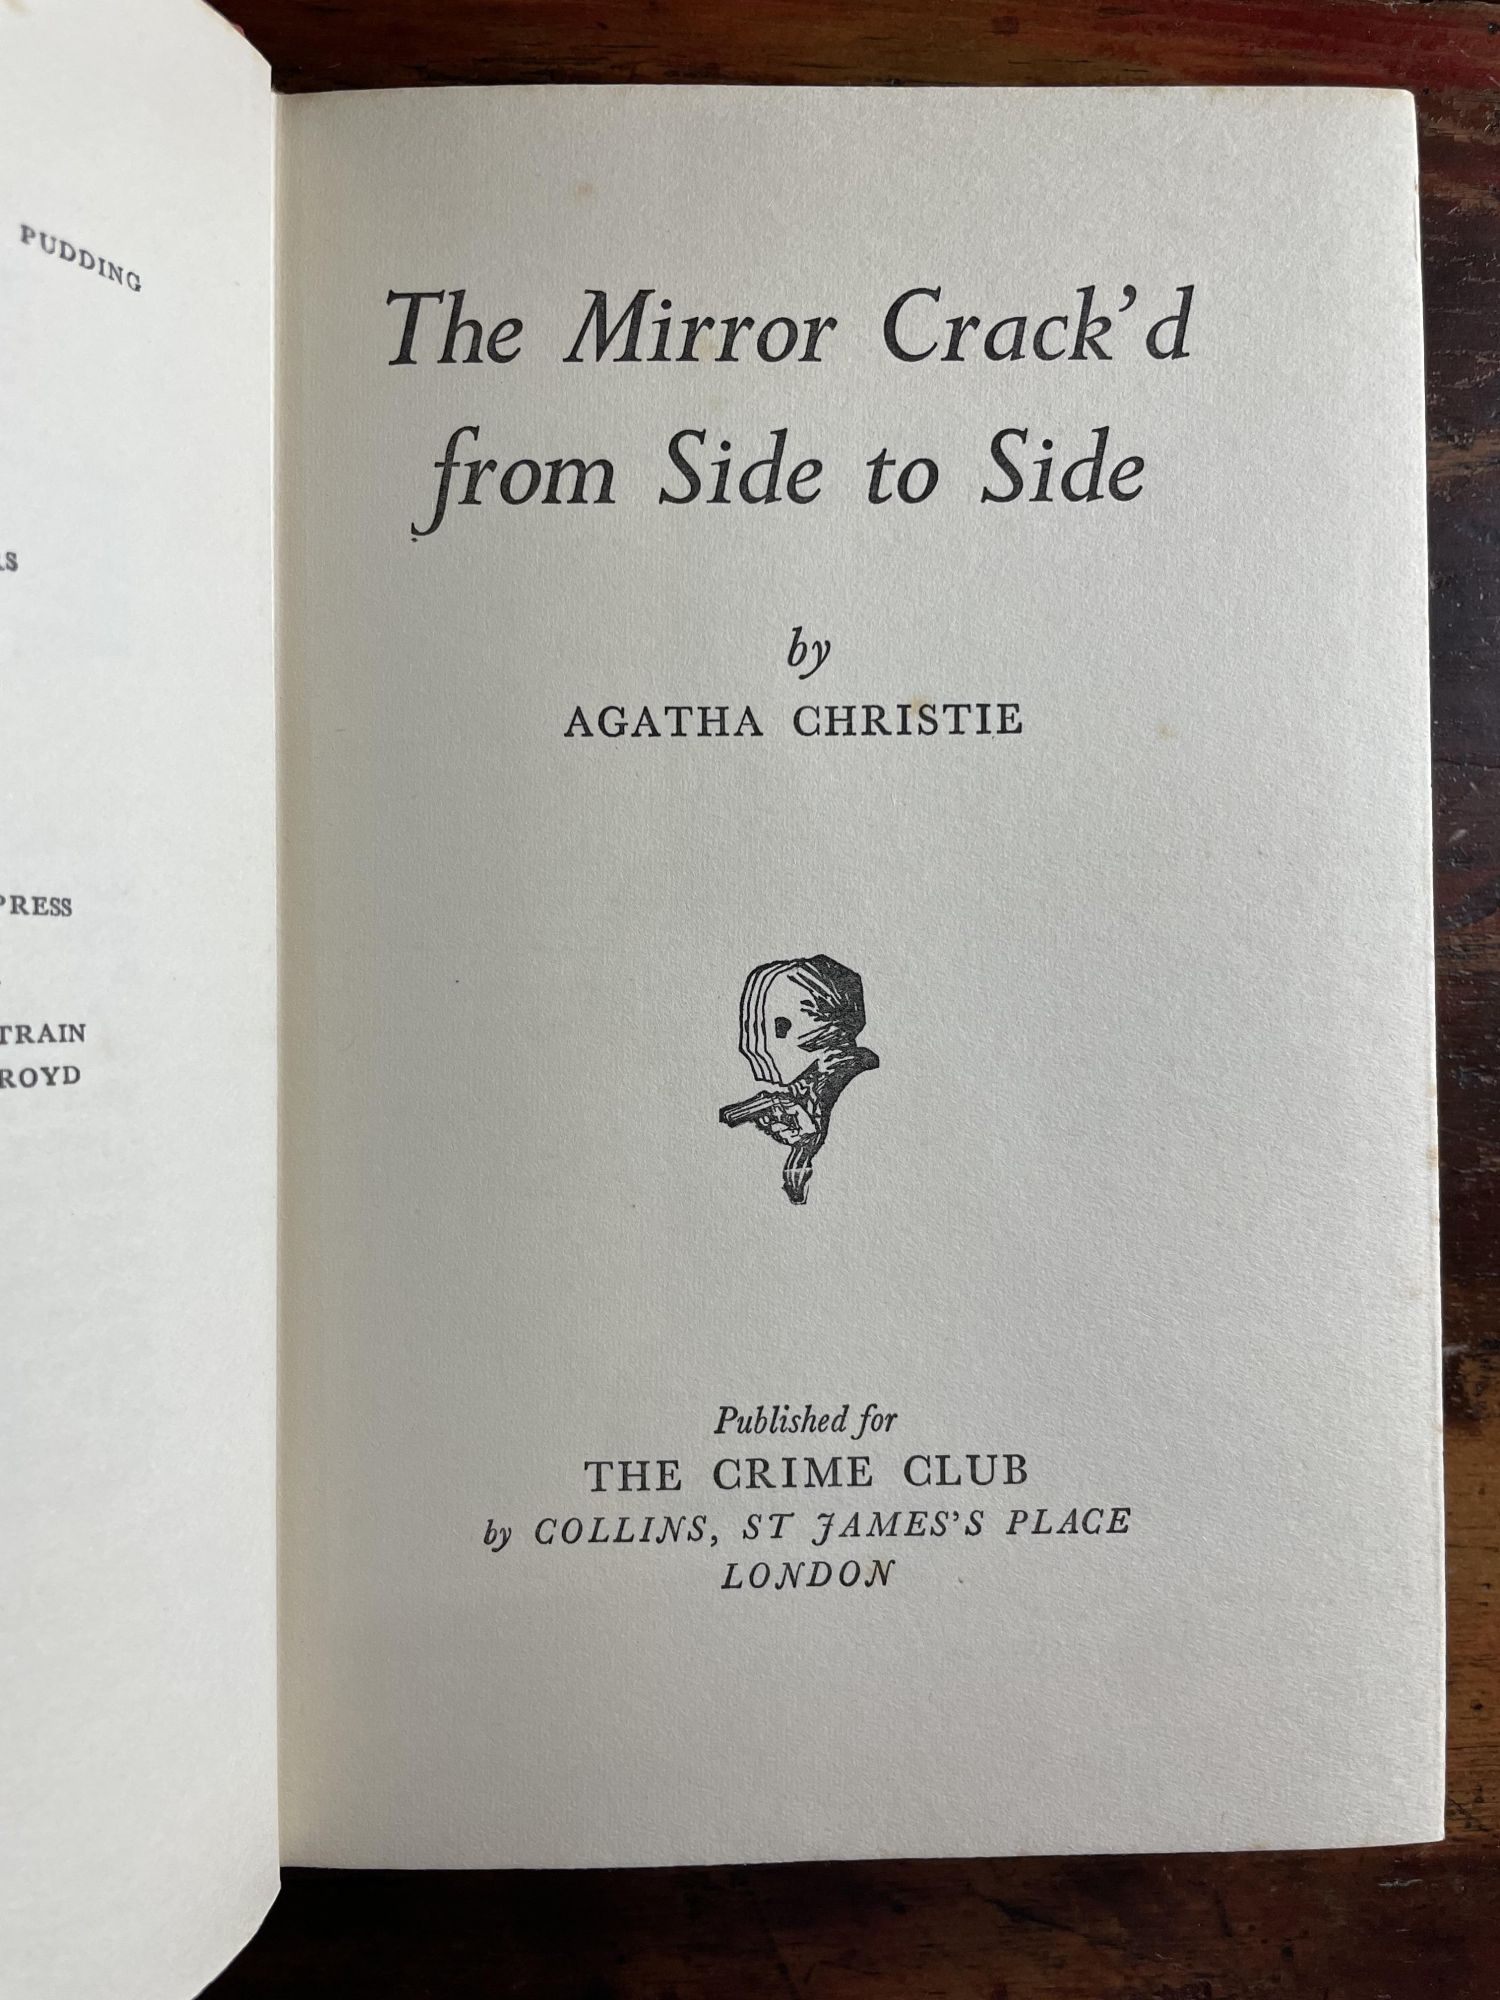 PUDDING
RS
PRESS
TRAIN
ROYD
The Mirror Crack'd
from Side to Side
by
AGATHA CHRISTIE
Published for
THE CRIME CLUB
by COLLINS, ST JAMES'S PLACE
LONDON